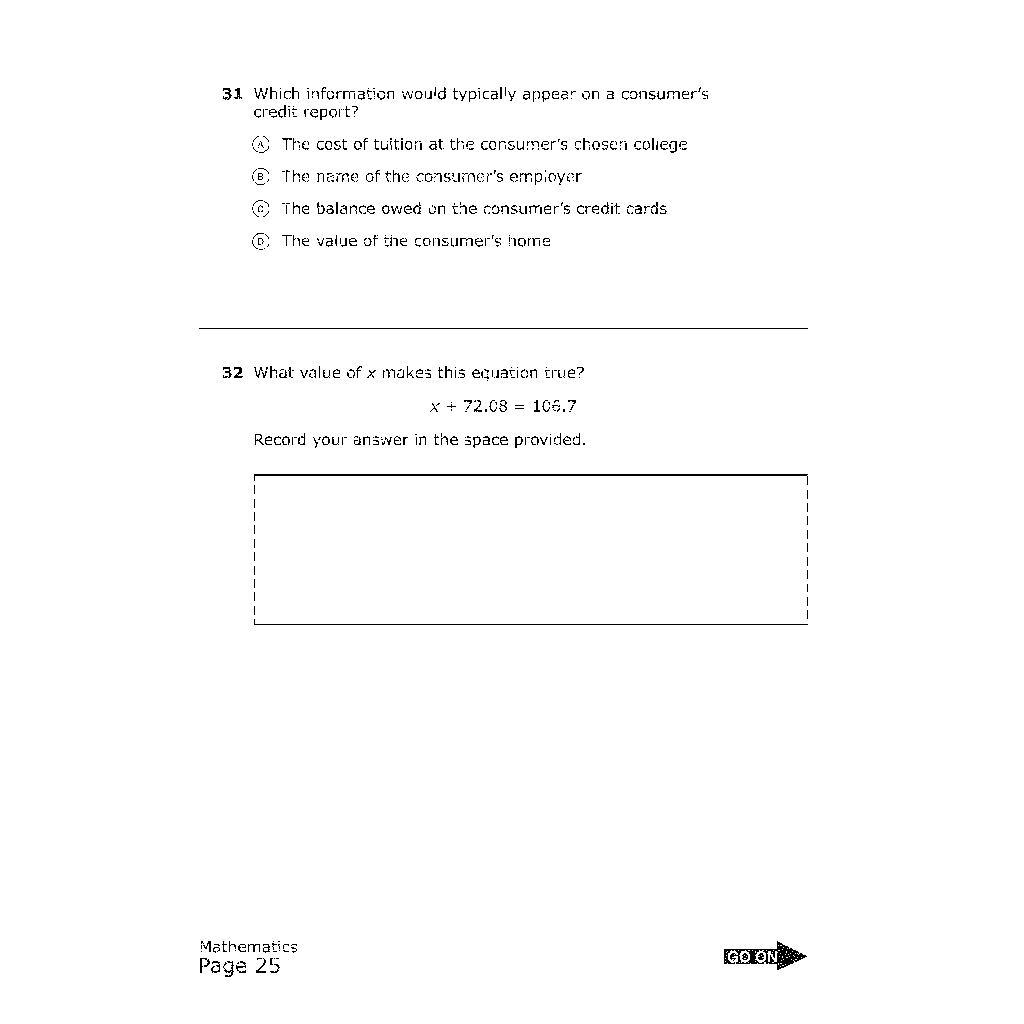 31 Which information would typically appear on a consumer's
credit report?
A The cost of tuition at the consumer's chosen college
B The name of the consumer's employer
C The balance owed on the consumer's credit cards
D The value of the consumer's home
32 What value of x makes this equation true?
x + 72.08 = 106.7
Record your answer in the space provided.
Mathematics
Page 25
GO ON